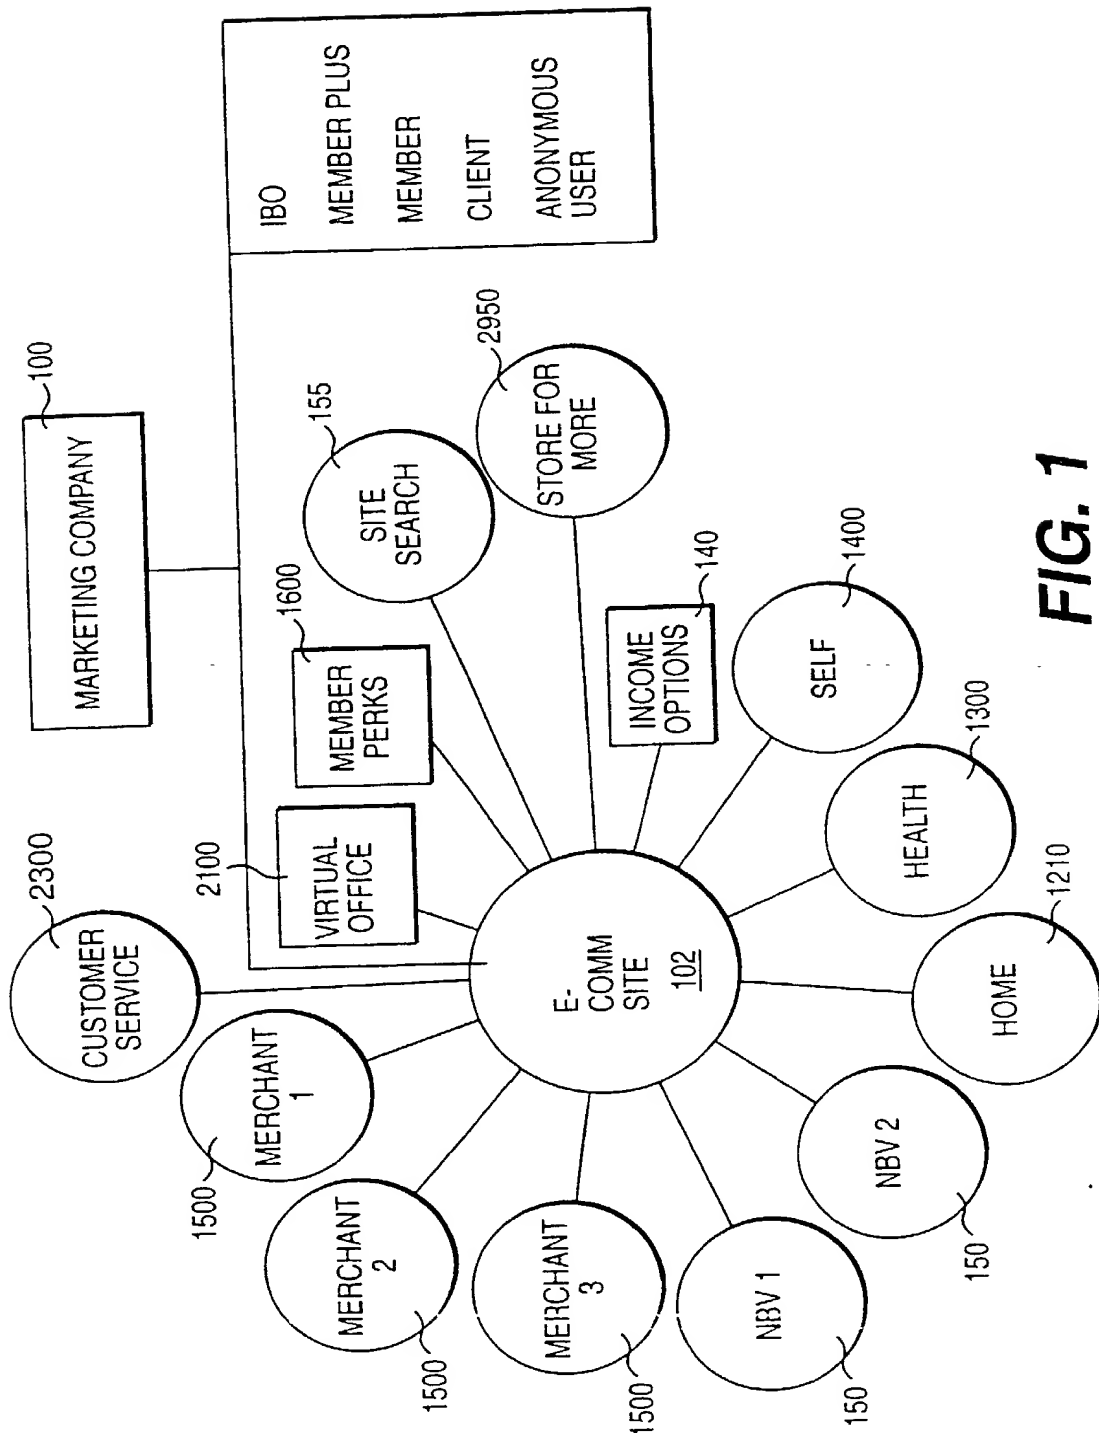 MARKETING COMPANY
100
IBO
MEMBER PLUS
MEMBER
CLIENT
ANONYMOUS
USER
CUSTOMER
SERVICE
2300
VIRTUAL
OFFICE
2100
MEMBER
PERKS
1600
SITE
SEARCH
155
STORE FOR
MORE
2950
INCOME
OPTIONS
140
SELF
1400
HEALTH
1300
HOME
1210
NBV 2
150
NBV 1
150
MERCHANT
3
1500
MERCHANT
2
1500
MERCHANT
1
1500
E-
COMM
SITE
102
FIG. 1